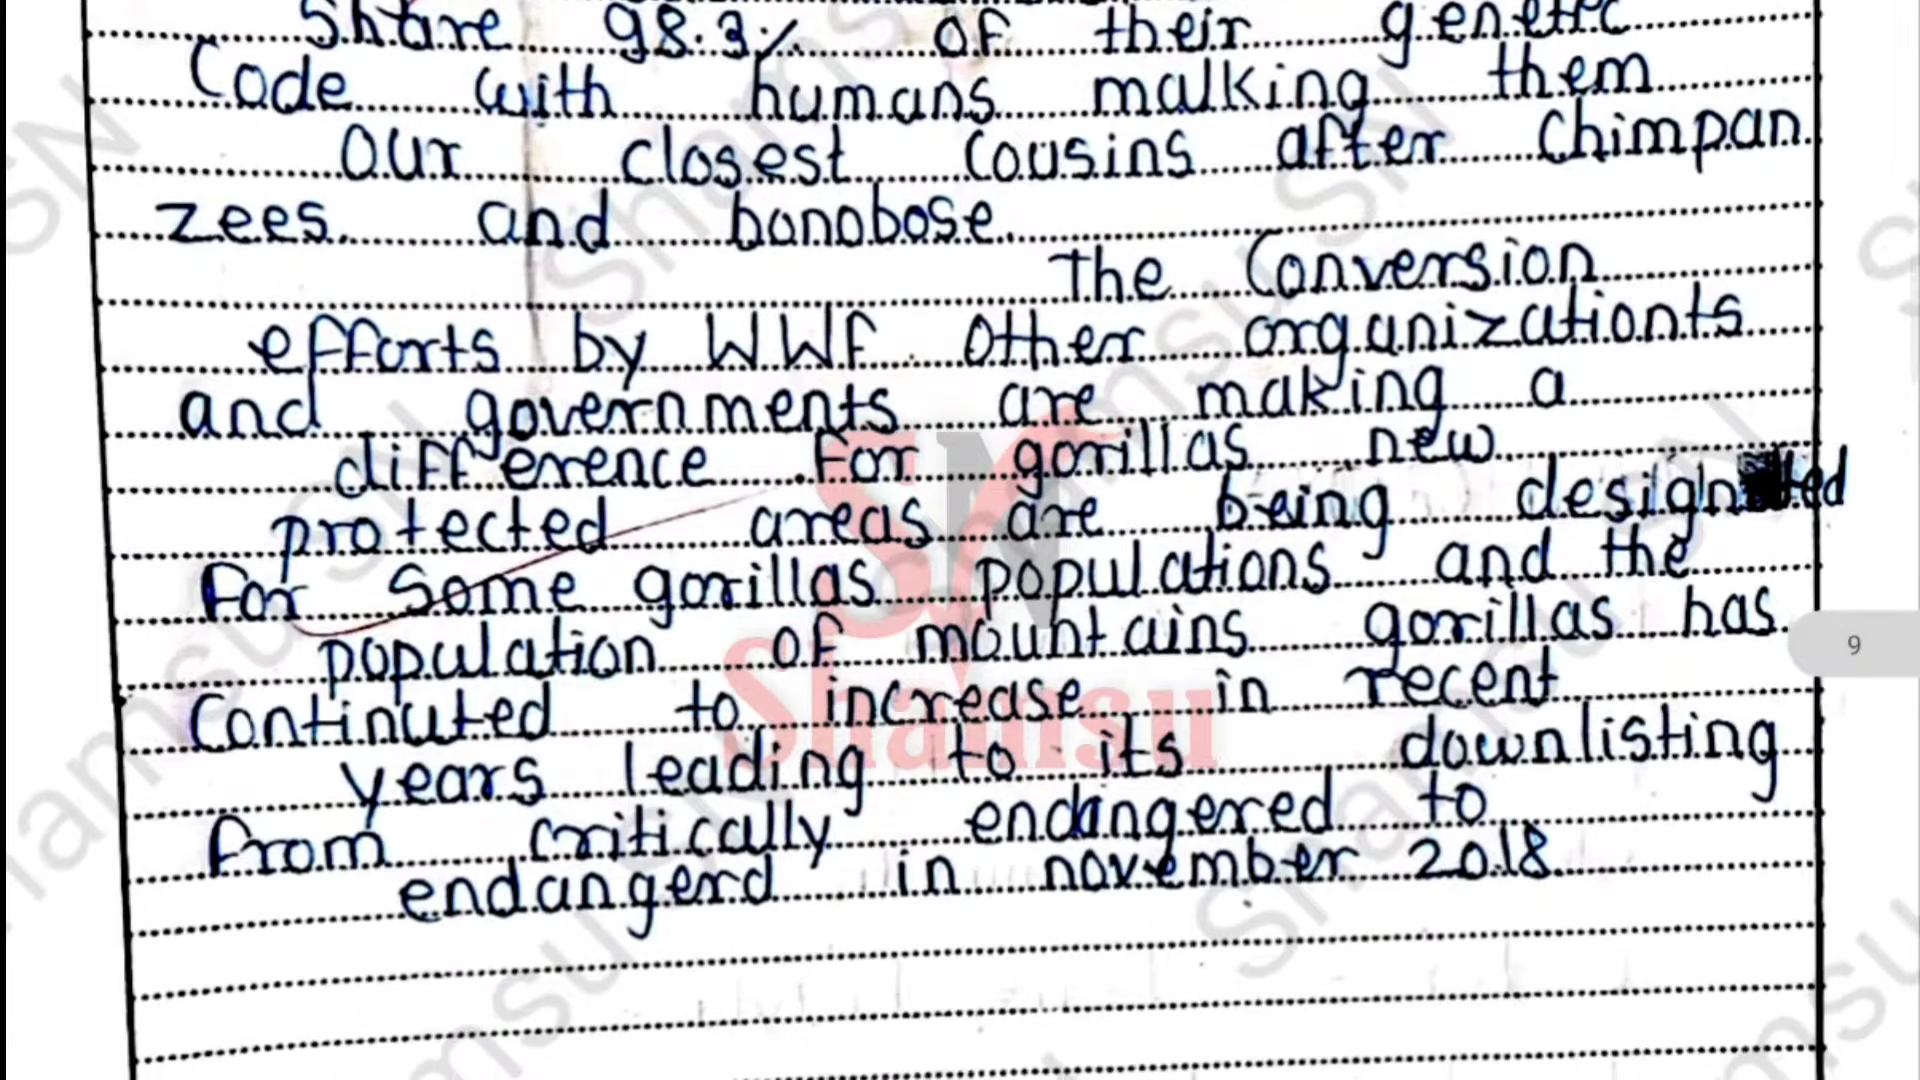 Share 98.3% of their genetic
Code with humans malking them
our closest cousins after Chimpan
zees and bonobose.
The Conversion
efforts by WWF. other organizationts
and governments are making a
difference for gorillas new
protected areas are being designted
for Some gorillas populations and the
population of mountains gorillas has
Continuted to increase in recent
years leading to its downlisting
from critically endangered to
endangerd in november 2018
SN
Shamsu
9